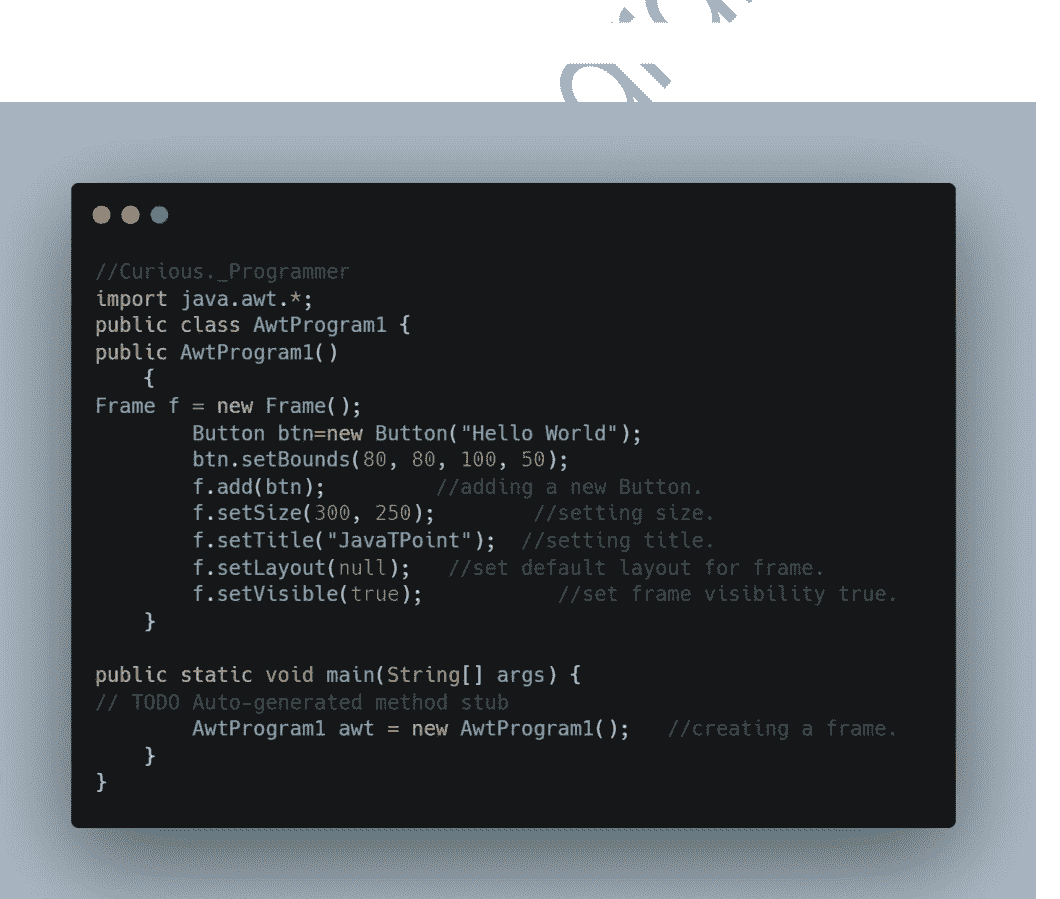 //Curious._Programmer
import java.awt.*;
public class AwtProgram1 {
public AwtProgram1()
    {
Frame f = new Frame();
        Button btn=new Button("Hello World");
        btn.setBounds(80, 80, 100, 50);
        f.add(btn);         //adding a new Button.
        f.setSize(300, 250);        //setting size.
        f.setTitle("JavaTPoint");  //setting title.
        f.setLayout(null);   //set default layout for frame.
        f.setVisible(true);           //set frame visibility true.
    }
public static void main(String[] args) {
// TODO Auto-generated method stub
        AwtProgram1 awt = new AwtProgram1();   //creating a frame.
    }
}